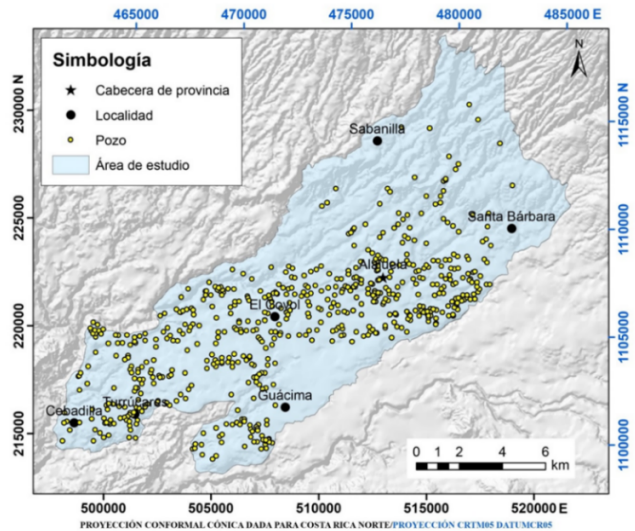 465000 470000 475000 480000 485000 E
N
Simbología
Cabecera de provincia
Localidad
Pozo
Área de estudio
230000 N
225000
220000
215000
1115000 N
1110000
1105000
1100000
Sabanilla
Santa Bárbara
Alajuela
El Coyol
Guácima
Turrúcares
Cebadilla
0 1 2 4 6
km
500000 505000 510000 515000 520000 E
PROYECCIÓN CONFORMAL CÓNICA DADA PARA COSTA RICA NORTE/PROYECCIÓN CRTM05 DATUMCR05